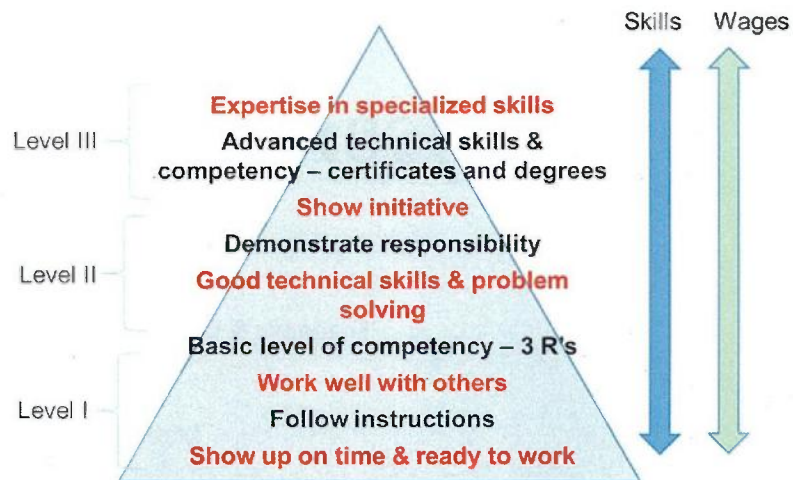 Skills Wages
Expertise in specialized skills
Level III
Advanced technical skills &
competency – certificates and degrees
Show initiative
Demonstrate responsibility
Level II
Good technical skills & problem
solving
Basic level of competency – 3 R's
Work well with others
Level I
Follow instructions
Show up on time & ready to work